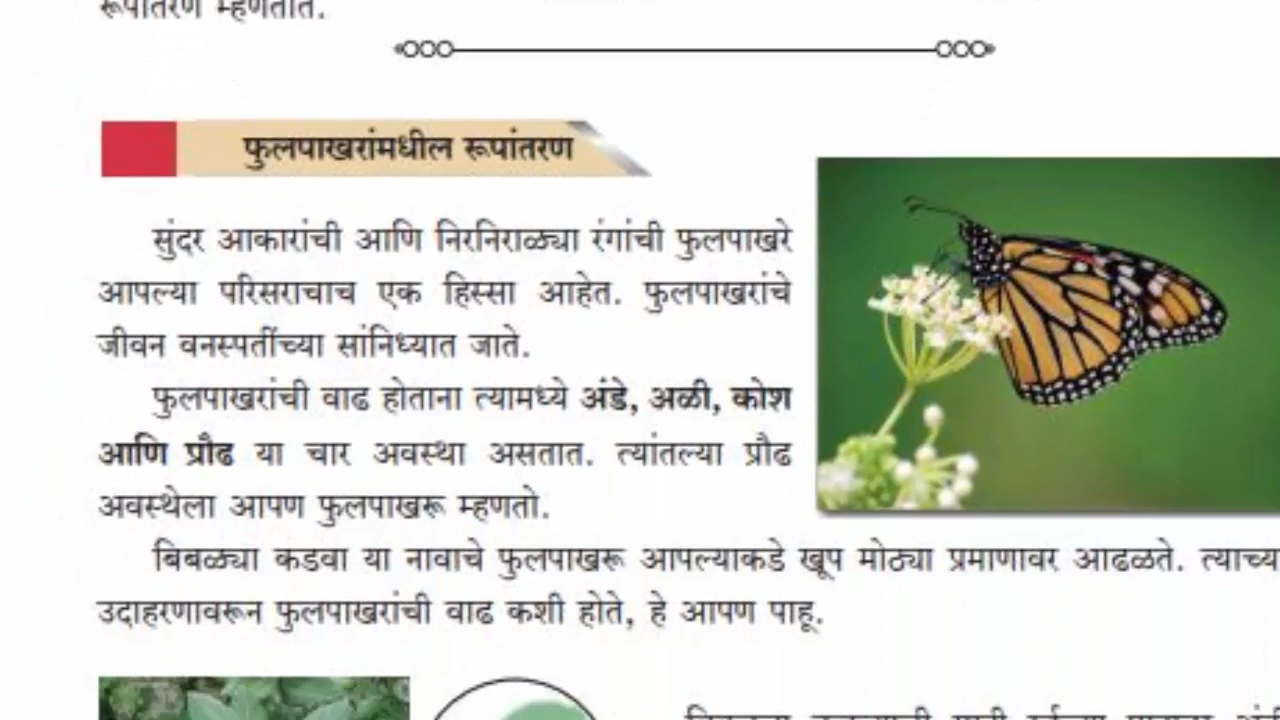 रूपांतरण म्हणतात.
फुलपाखरांमधील रूपांतरण
सुंदर आकारांची आणि निरनिराळ्या रंगांची फुलपाखरे
आपल्या परिसराचाच एक हिस्सा आहेत. फुलपाखरांचे
जीवन वनस्पतींच्या सांनिध्यात जाते.
फुलपाखरांची वाढ होताना त्यामध्ये अंडे, अळी, कोश
आणि प्रौढ या चार अवस्था असतात. त्यांतल्या प्रौढ
अवस्थेला आपण फुलपाखरू म्हणतो.
बिबळ्या कडवा या नावाचे फुलपाखरू आपल्याकडे खूप मोठ्या प्रमाणावर आढळते. त्याच्या
उदाहरणावरून फुलपाखरांची वाढ कशी होते, हे आपण पाहू.